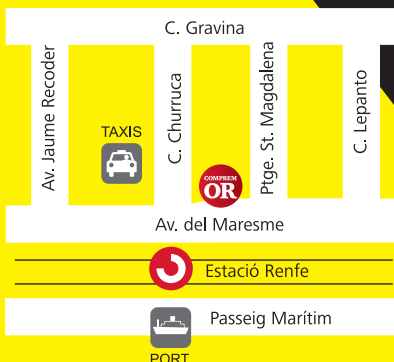 C. Gravina
Av. Jaume Recoder
TAXIS
C. Churruca
COMPREM
OR
Ptge. St. Magdalena
C. Lepanto
Av. del Maresme
Estació Renfe
Passeig Marítim
PORT